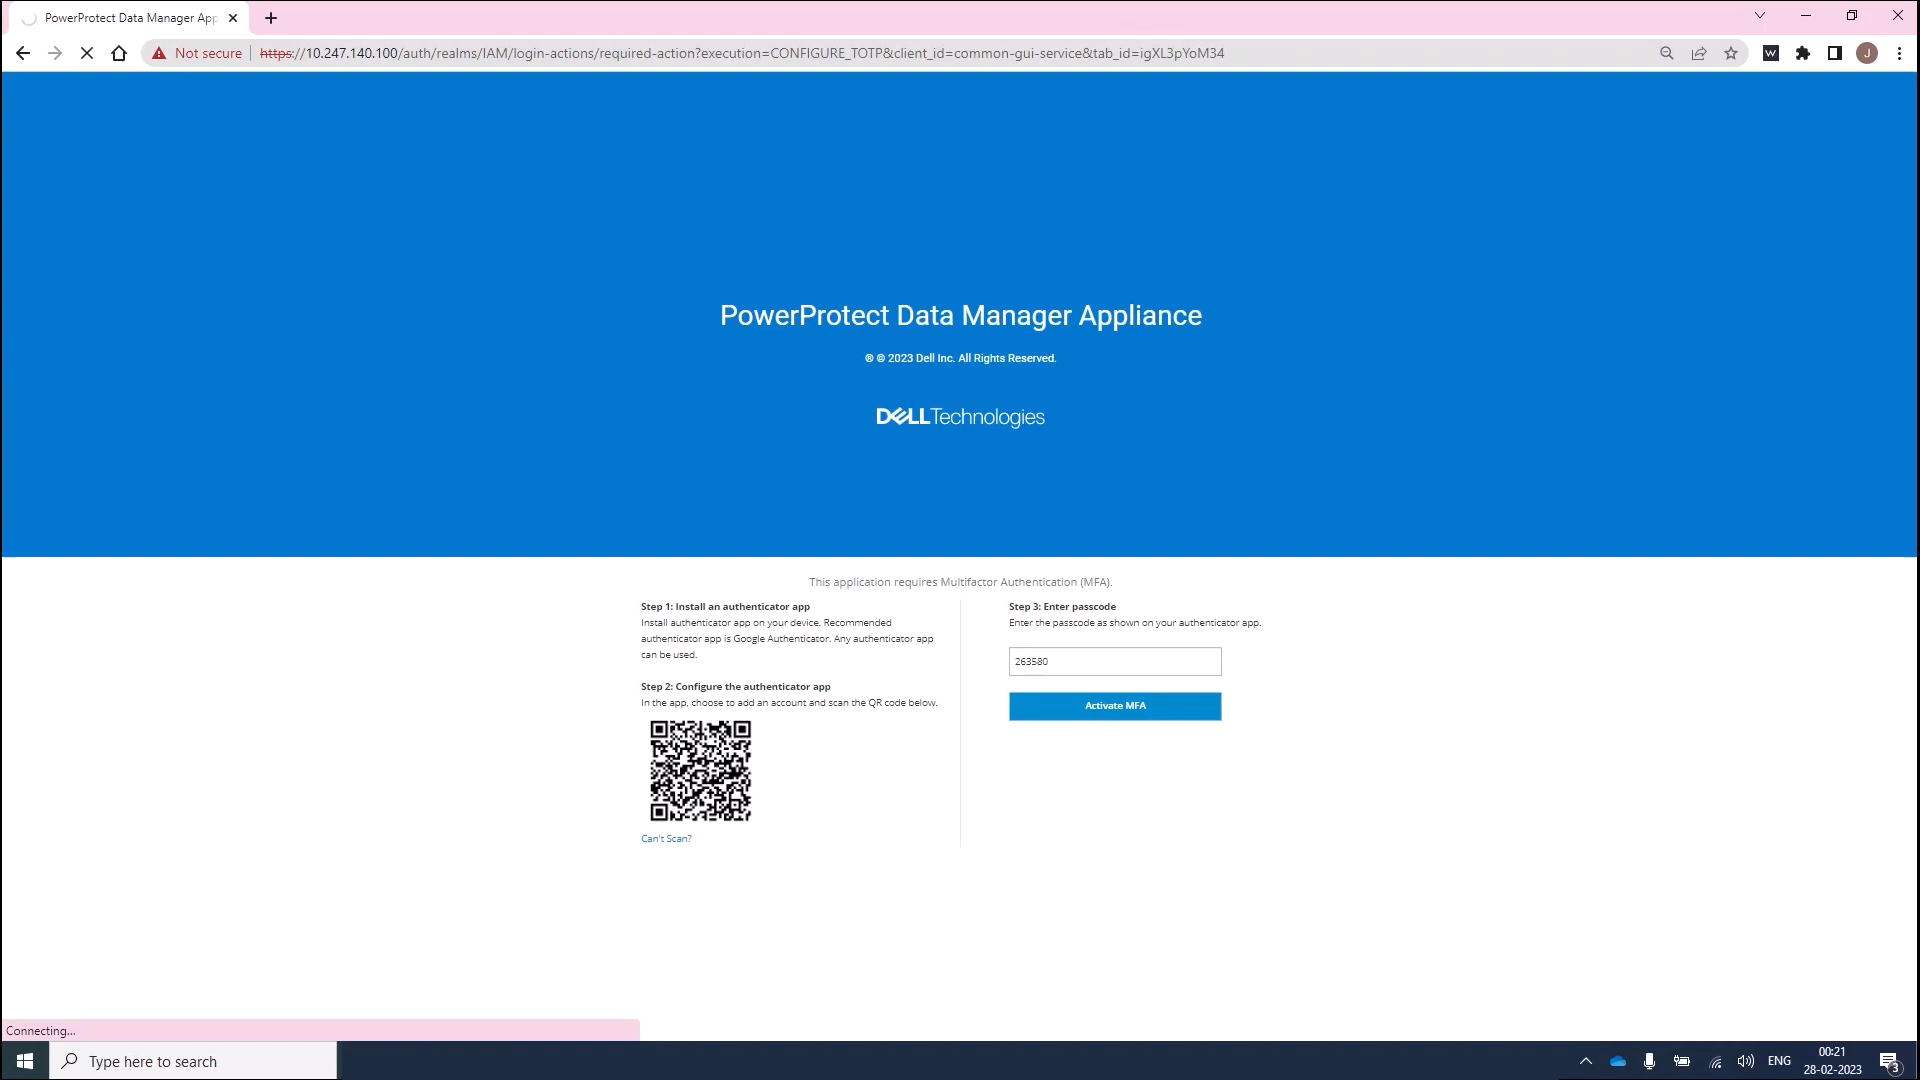 PowerProtect Data Manager App
Not secure
https://10.247.140.100/auth/realms/IAM/login-actions/required-action?execution=CONFIGURE_TOTP&client_id=common-gui-service&tab_id=igXL3pYoM34
W
J
PowerProtect Data Manager Appliance
® © 2023 Dell Inc. All Rights Reserved.
DELLTechnologies
This application requires Multifactor Authentication (MFA).
Step 1: Install an authenticator app
Install authenticator app on your device. Recommended
authenticator app is Google Authenticator. Any authenticator app
can be used.
Step 2: Configure the authenticator app
In the app, choose to add an account and scan the QR code below.
Can't Scan?
Step 3: Enter passcode
Enter the passcode as shown on your authenticator app.
263580
Activate MFA
Connecting...
Type here to search
ENG
00:21
28-02-2023
3